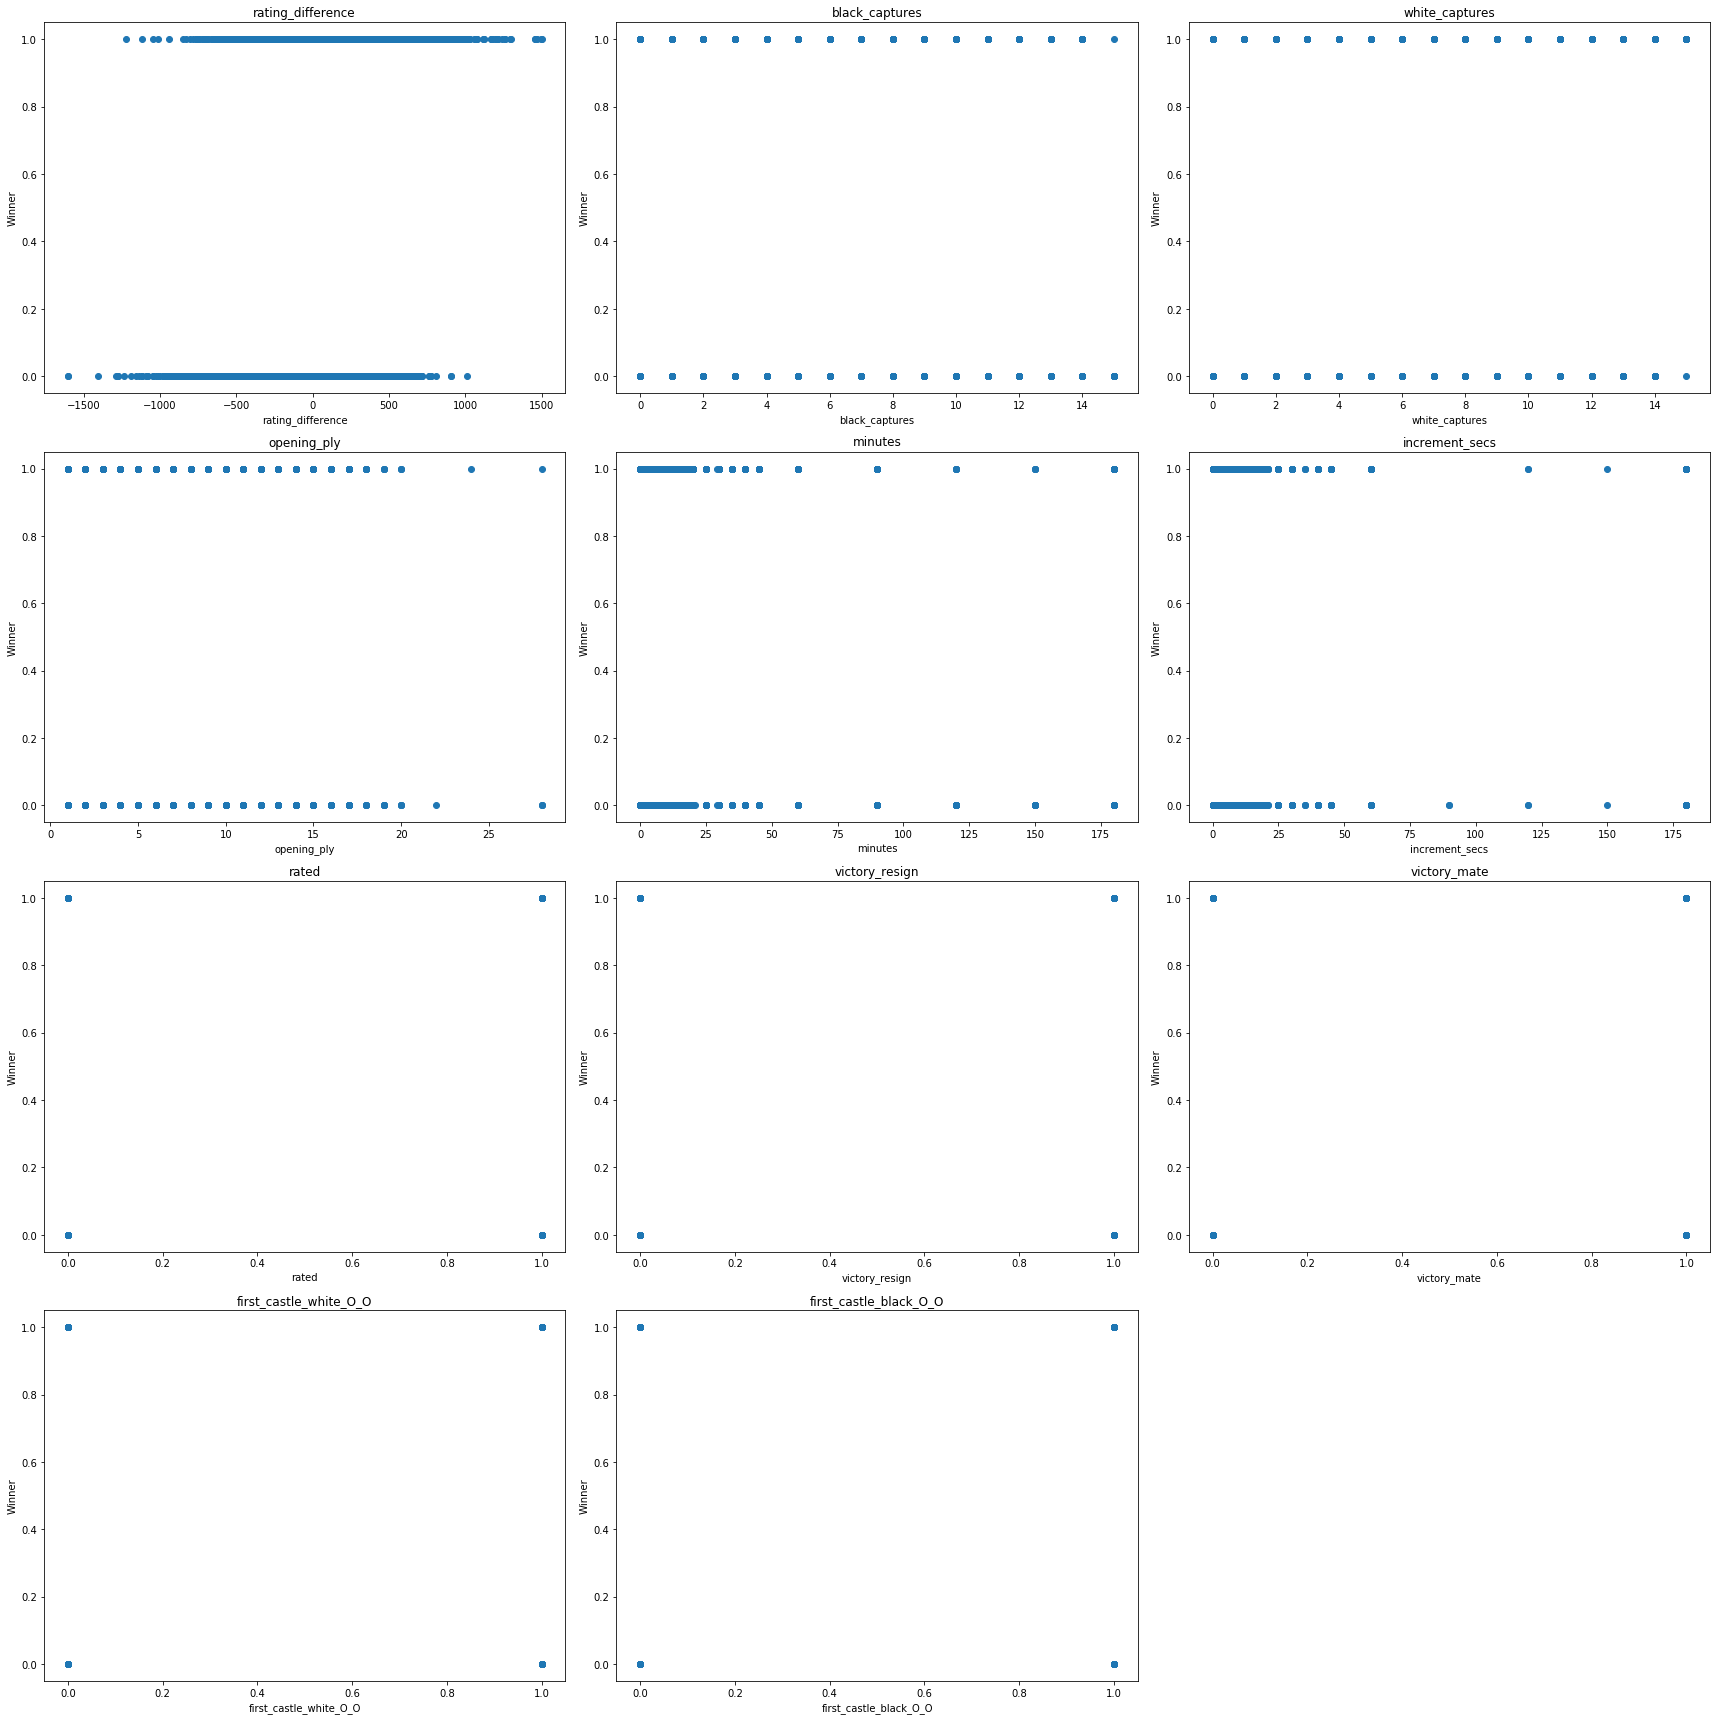 rating_difference
1.0
0.8
0.6
0.4
0.2
0.0
Winner
−1500 −1000 −500 0 500 1000 1500
rating_difference
black_captures
1.0
0.8
0.6
0.4
0.2
0.0
Winner
0 2 4 6 8 10 12 14
black_captures
white_captures
1.0
0.8
0.6
0.4
0.2
0.0
Winner
0 2 4 6 8 10 12 14
white_captures
opening_ply
1.0
0.8
0.6
0.4
0.2
0.0
Winner
0 5 10 15 20 25
opening_ply
minutes
1.0
0.8
0.6
0.4
0.2
0.0
Winner
0 25 50 75 100 125 150 175
minutes
increment_secs
1.0
0.8
0.6
0.4
0.2
0.0
Winner
0 25 50 75 100 125 150 175
increment_secs
rated
1.0
0.8
0.6
0.4
0.2
0.0
Winner
0.0 0.2 0.4 0.6 0.8 1.0
rated
victory_resign
1.0
0.8
0.6
0.4
0.2
0.0
Winner
0.0 0.2 0.4 0.6 0.8 1.0
victory_resign
victory_mate
1.0
0.8
0.6
0.4
0.2
0.0
Winner
0.0 0.2 0.4 0.6 0.8 1.0
victory_mate
first_castle_white_O_O
1.0
0.8
0.6
0.4
0.2
0.0
Winner
0.0 0.2 0.4 0.6 0.8 1.0
first_castle_white_O_O
first_castle_black_O_O
1.0
0.8
0.6
0.4
0.2
0.0
Winner
0.0 0.2 0.4 0.6 0.8 1.0
first_castle_black_O_O